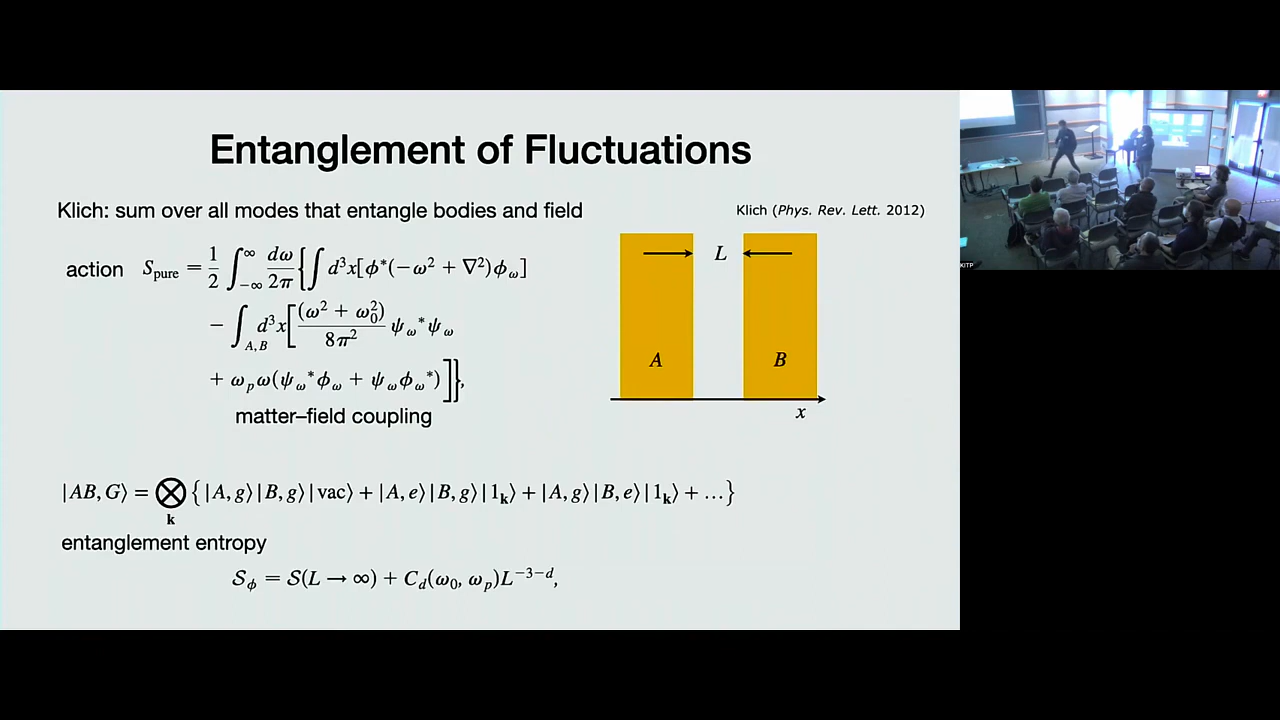 Entanglement of Fluctuations
Klich: sum over all modes that entangle bodies and field
Klich (Phys. Rev. Lett. 2012)
action S_pure = 1/2 ∫_{-∞}^{∞} dω/2π { ∫ d³x[ϕ*(−ω² + ∇²)ϕ_ω]
− ∫_{A,B} d³x[ (ω² + ω₀²)/8π² ψ_ω* ψ_ω
+ ω_p ω(ψ_ω* ϕ_ω + ψ_ω ϕ_ω*) ]},
matter–field coupling
L
A
B
x
|AB, G⟩ = ⨂_k { |A, g⟩|B, g⟩|vac⟩ + |A, e⟩|B, g⟩|1_k⟩ + |A, g⟩|B, e⟩|1_k⟩ + …}
entanglement entropy
𝒮_ϕ = 𝒮(L → ∞) + C_d(ω₀, ω_p)L^{−3−d},
KITP